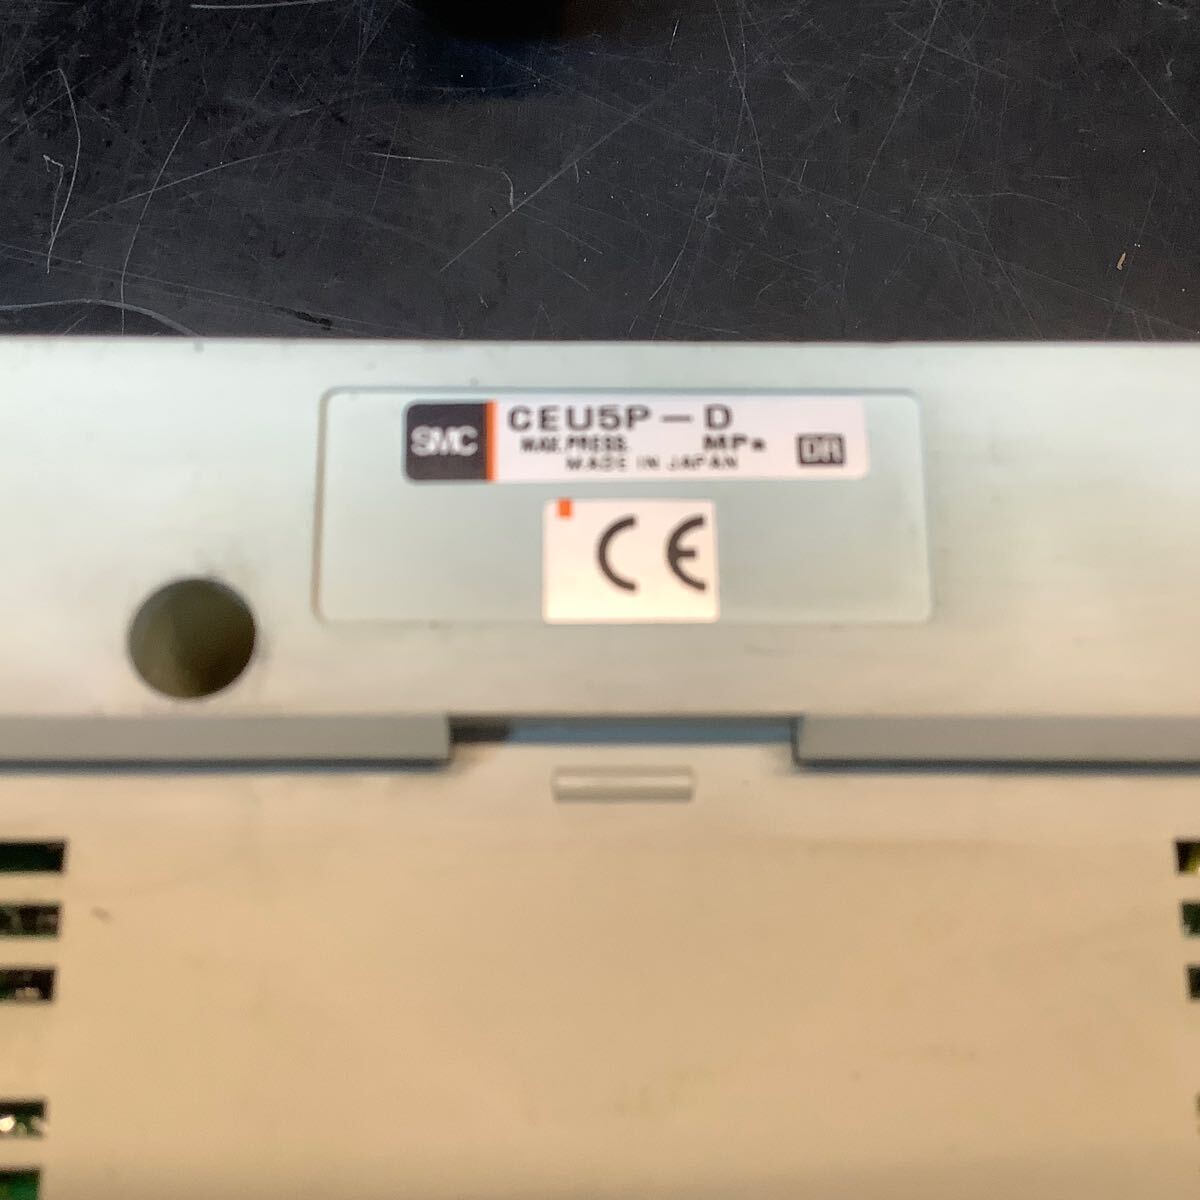 SMC
CEU5P-D
MAX.PRESS. MPa
MADE IN JAPAN
DR
CE